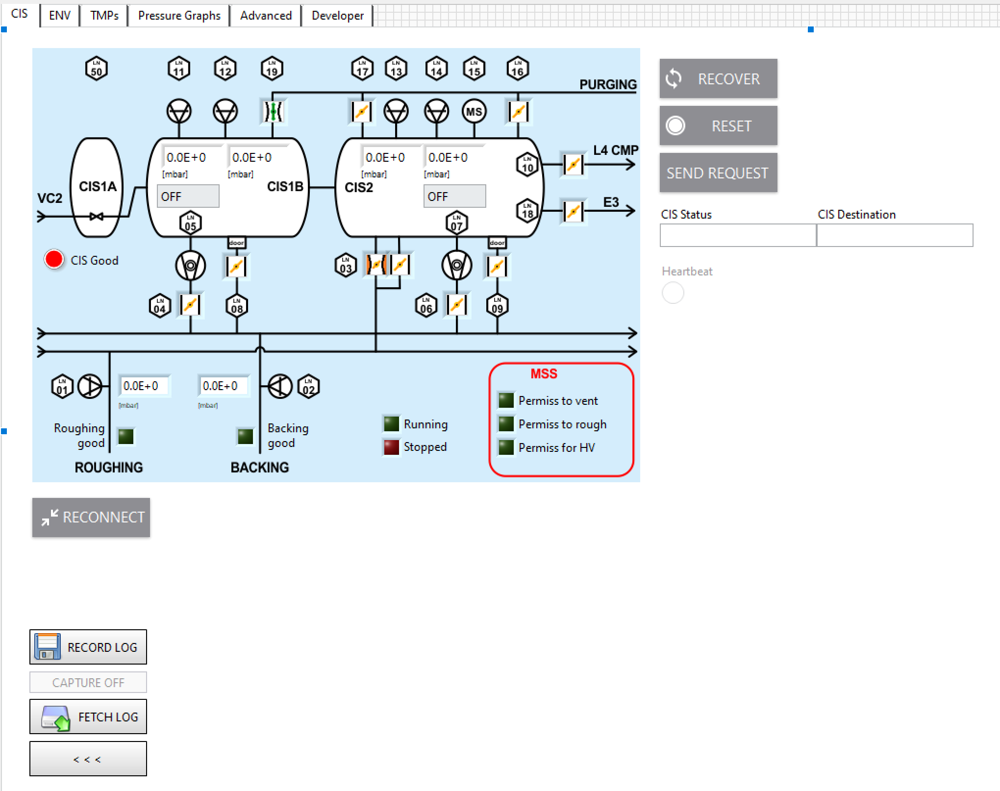 CIS ENV TMPs Pressure Graphs Advanced Developer
LN 50 LN 11 LN 12 LN 19 LN 17 LN 13 LN 14 LN 15 LN 16
PURGING
MS
RECOVER
RESET
SEND REQUEST
L4 CMP
0.0E+0 0.0E+0 0.0E+0 0.0E+0
LN 10
[mbar] [mbar] [mbar] [mbar]
CIS1A CIS1B CIS2
OFF OFF
VC2
E3
LN 18
LN 05 LN 07
CIS Status CIS Destination
door door
CIS Good
LN 03
Heartbeat
LN 04 LN 08 LN 06 LN 09
MSS
LN 01 0.0E+0 0.0E+0 LN 02
[mbar] [mbar]
Permiss to vent
Permiss to rough
Permiss for HV
Running
Stopped
Roughing
good
Backing
good
ROUGHING BACKING
RECONNECT
RECORD LOG
CAPTURE OFF
FETCH LOG
< < <